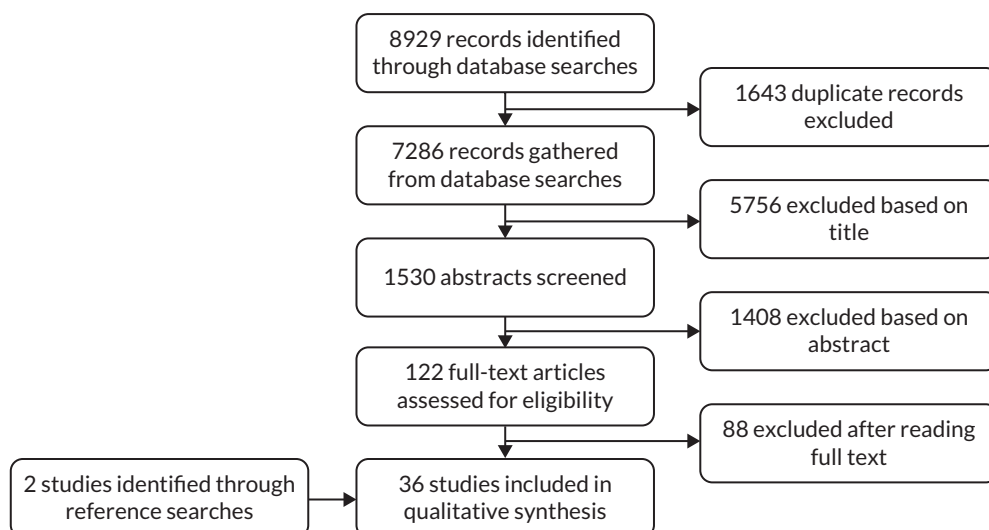 8929 records identified
through database searches
1643 duplicate records
excluded
7286 records gathered
from database searches
5756 excluded based on
title
1530 abstracts screened
1408 excluded based on
abstract
122 full-text articles
assessed for eligibility
88 excluded after reading
full text
2 studies identified through
reference searches
36 studies included in
qualitative synthesis